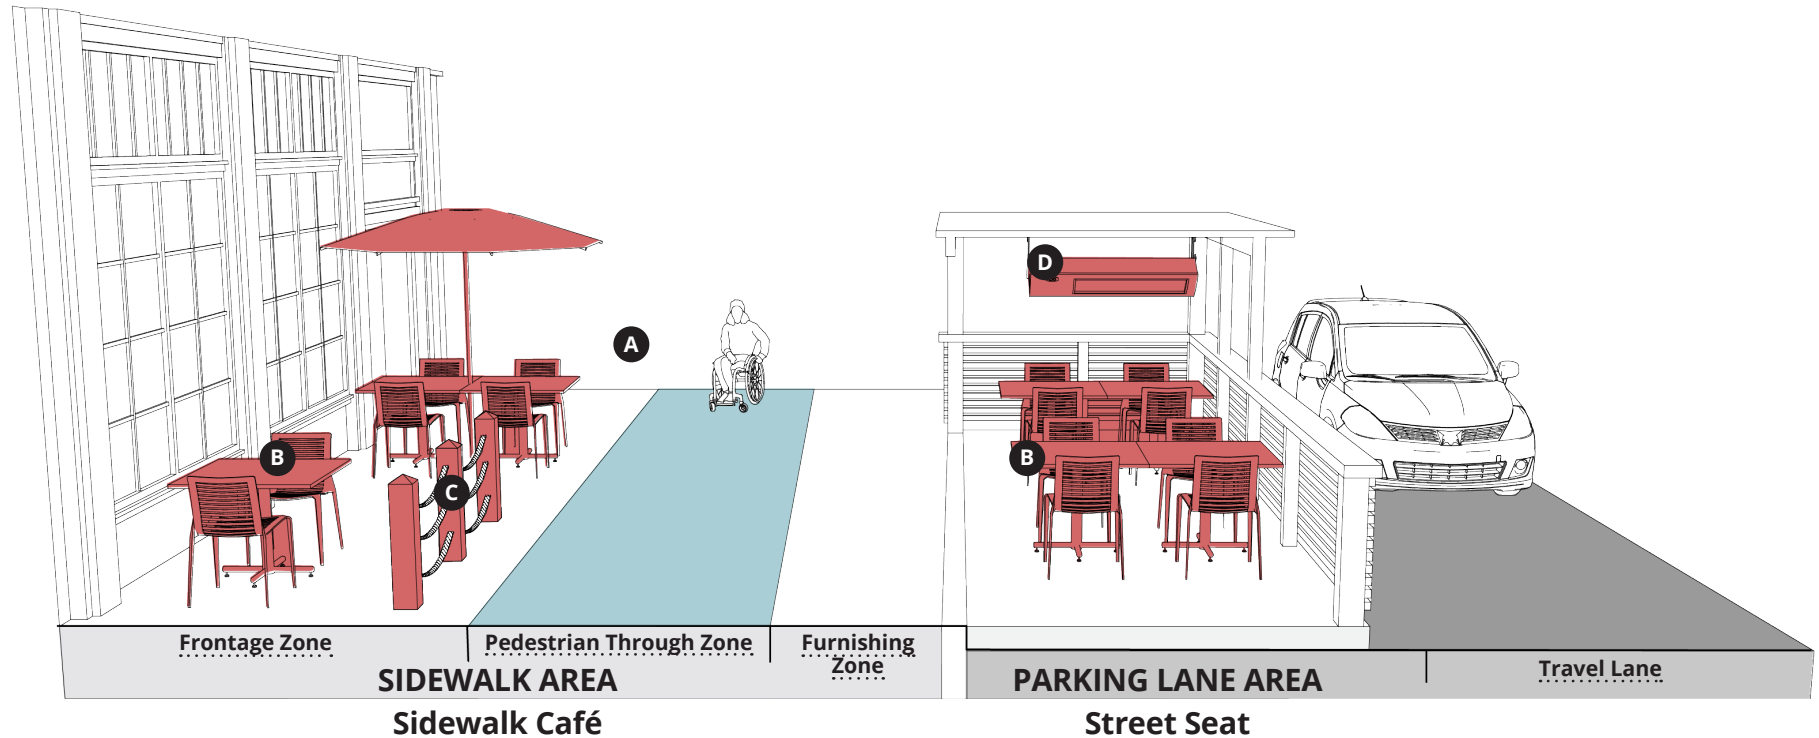 D
A
B
B
C
Frontage Zone
Pedestrian Through Zone
Furnishing
Zone
Travel Lane
SIDEWALK AREA
PARKING LANE AREA
Sidewalk Café
Street Seat